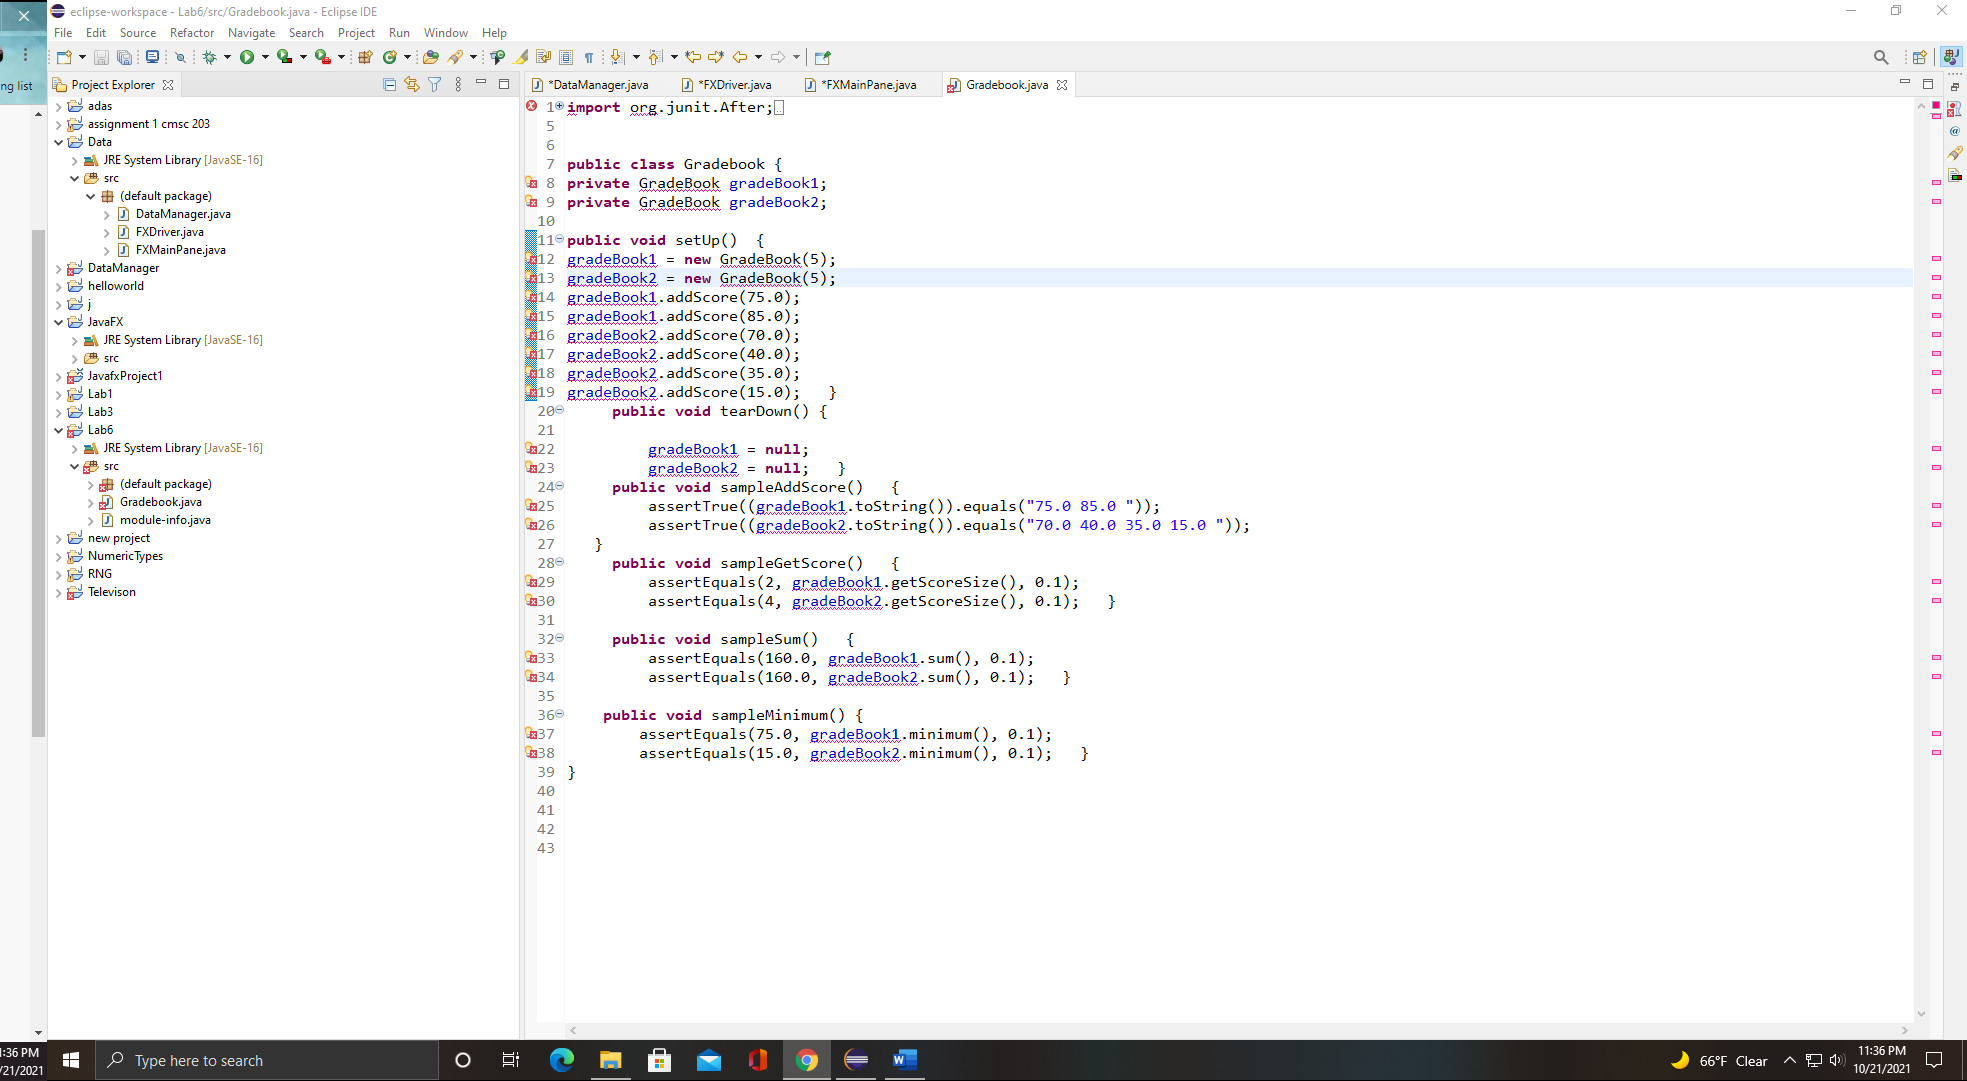 eclipse-workspace - Lab6/src/Gradebook.java - Eclipse IDE
File Edit Source Refactor Navigate Search Project Run Window Help
ng list
Project Explorer
*DataManager.java *FXDriver.java *FXMainPane.java Gradebook.java
adas
assignment 1 cmsc 203
Data
JRE System Library [JavaSE-16]
src
(default package)
DataManager.java
FXDriver.java
FXMainPane.java
DataManager
helloworld
j
JavaFX
JRE System Library [JavaSE-16]
src
JavafxProject1
Lab1
Lab3
Lab6
JRE System Library [JavaSE-16]
src
(default package)
Gradebook.java
module-info.java
new project
NumericTypes
RNG
Televison
1 import org.junit.After;
5
6
7 public class Gradebook {
8 private GradeBook gradeBook1;
9 private GradeBook gradeBook2;
10
11 public void setUp()  {
12 gradeBook1 = new GradeBook(5);
13 gradeBook2 = new GradeBook(5);
14 gradeBook1.addScore(75.0);
15 gradeBook1.addScore(85.0);
16 gradeBook2.addScore(70.0);
17 gradeBook2.addScore(40.0);
18 gradeBook2.addScore(35.0);
19 gradeBook2.addScore(15.0);   }
20 public void tearDown() {
21
22 gradeBook1 = null;
23 gradeBook2 = null;   }
24 public void sampleAddScore()   {
25 assertTrue((gradeBook1.toString()).equals("75.0 85.0 "));
26 assertTrue((gradeBook2.toString()).equals("70.0 40.0 35.0 15.0 "));
27 }
28 public void sampleGetScore()   {
29 assertEquals(2, gradeBook1.getScoreSize(), 0.1);
30 assertEquals(4, gradeBook2.getScoreSize(), 0.1);   }
31
32 public void sampleSum()   {
33 assertEquals(160.0, gradeBook1.sum(), 0.1);
34 assertEquals(160.0, gradeBook2.sum(), 0.1);   }
35
36 public void sampleMinimum() {
37 assertEquals(75.0, gradeBook1.minimum(), 0.1);
38 assertEquals(15.0, gradeBook2.minimum(), 0.1);   }
39 }
40
41
42
43
:36 PM
/21/2021
Type here to search
66°F Clear
11:36 PM
10/21/2021